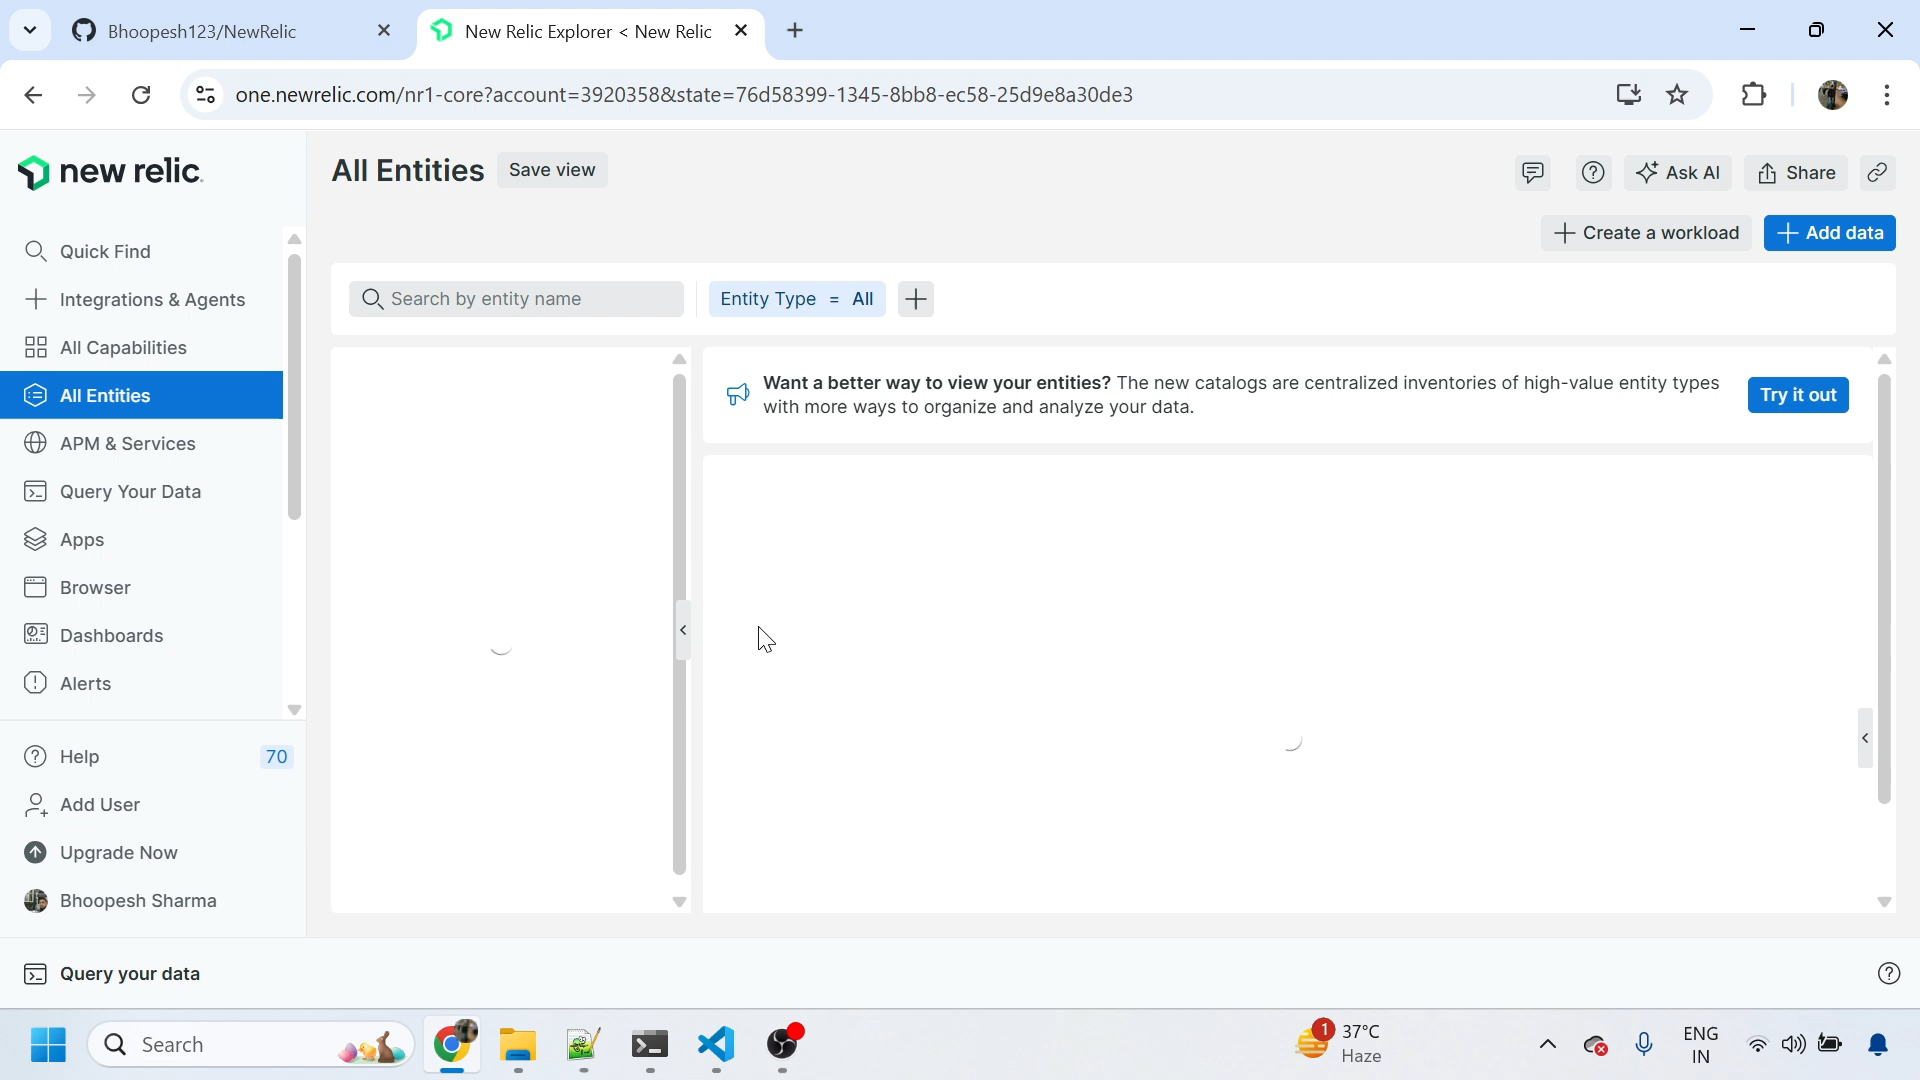 Bhoopesh123/NewRelic
New Relic Explorer < New Relic
one.newrelic.com/nr1-core?account=3920358&state=76d58399-1345-8bb8-ec58-25d9e8a30de3
new relic.
All Entities
Save view
Ask AI
Share
Create a workload
Add data
Quick Find
Integrations & Agents
All Capabilities
All Entities
APM & Services
Query Your Data
Apps
Browser
Dashboards
Alerts
Help
70
Add User
Upgrade Now
Bhoopesh Sharma
Search by entity name
Entity Type = All
Want a better way to view your entities? The new catalogs are centralized inventories of high-value entity types
with more ways to organize and analyze your data.
Try it out
Query your data
Search
1
37°C
Haze
ENG
IN